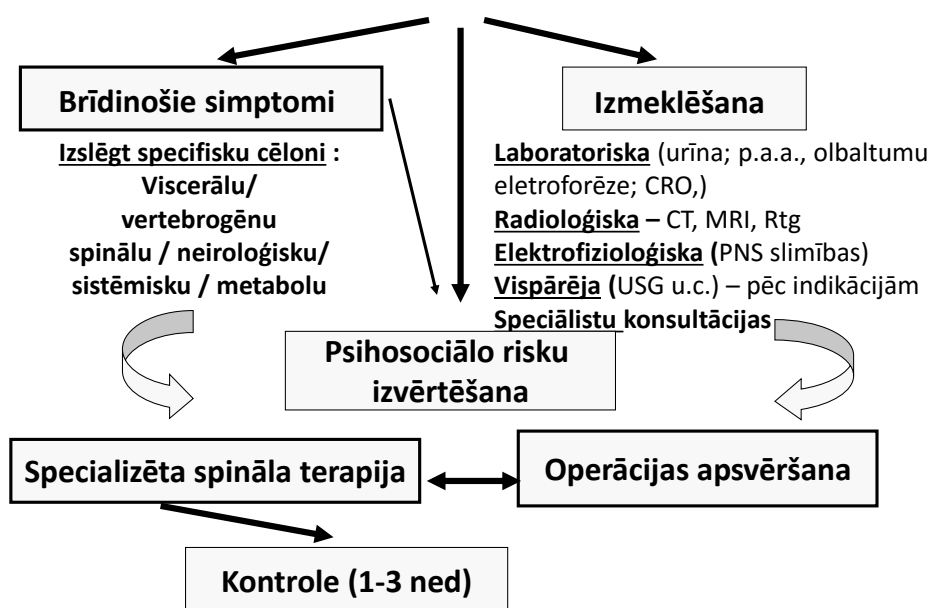 Brīdinošie simptomi
Izslēgt specifisku cēloni :
Viscerālu/
vertebrogēnu
spinālu / neiroloģisku/
sistēmisku / metabolu
Izmeklēšana
Laboratoriska (urīna; p.a.a., olbaltumu
eletroforēze; CRO,)
Radioloģiska – CT, MRI, Rtg
Elektrofizioloģiska (PNS slimības)
Vispārēja (USG u.c.) – pēc indikācijām
Speciālistu konsultācijas
Psihosociālo risku
izvērtēšana
Specializēta spināla terapija
Operācijas apsvēršana
Kontrole (1-3 ned)